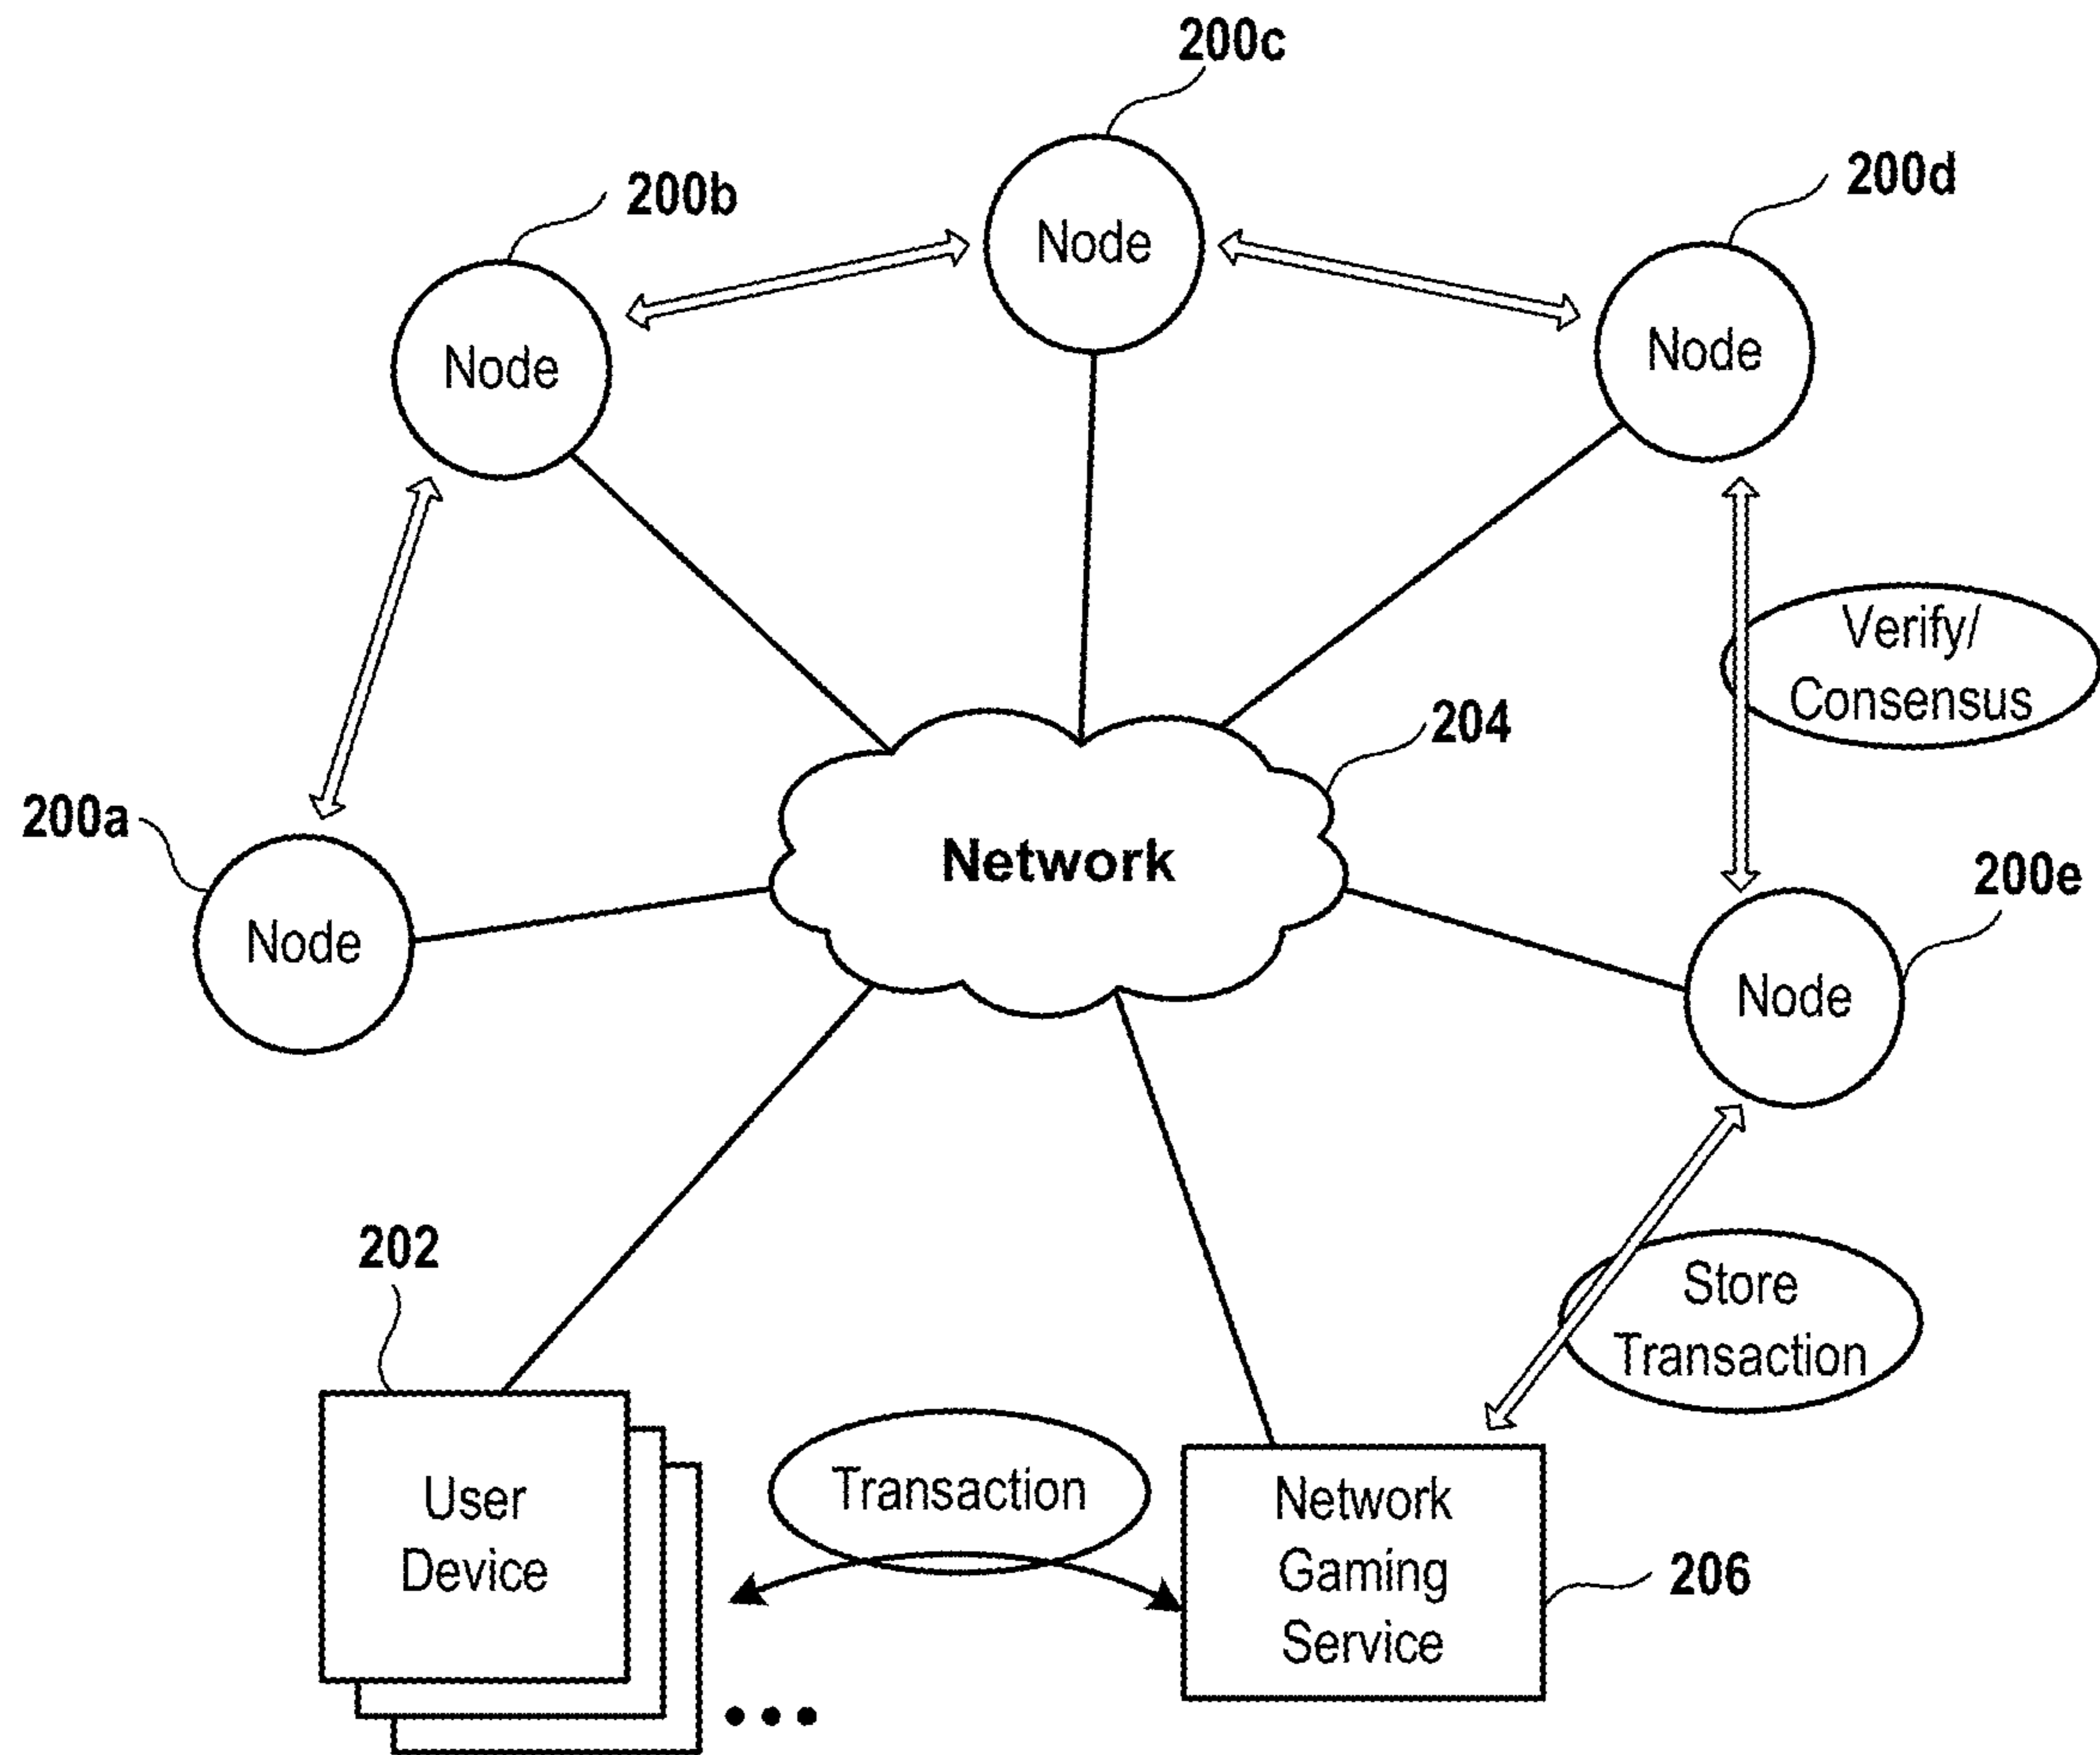 200c
200d
200b
Node
Node
Node
Verify/
Consensus
204
200a
Network
200e
Node
Node
202
Store
Transaction
User
Device
Transaction
Network
Gaming
Service
206